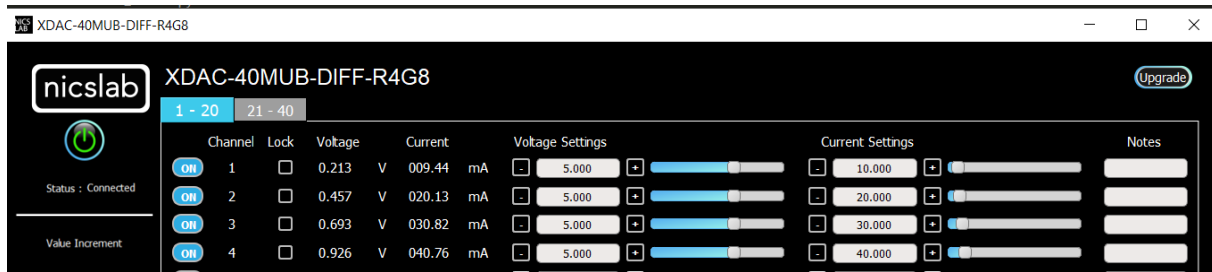 NICS LAB XDAC-40MUB-DIFF-R4G8
nicslab XDAC-40MUB-DIFF-R4G8 Upgrade
1 - 20 21 - 40
Channel Lock Voltage Current Voltage Settings Current Settings Notes
ON 1 0.213 V 009.44 mA - 5.000 + - 10.000 +
Status : Connected
ON 2 0.457 V 020.13 mA - 5.000 + - 20.000 +
ON 3 0.693 V 030.82 mA - 5.000 + - 30.000 +
Value Increment
ON 4 0.926 V 040.76 mA - 5.000 + - 40.000 +